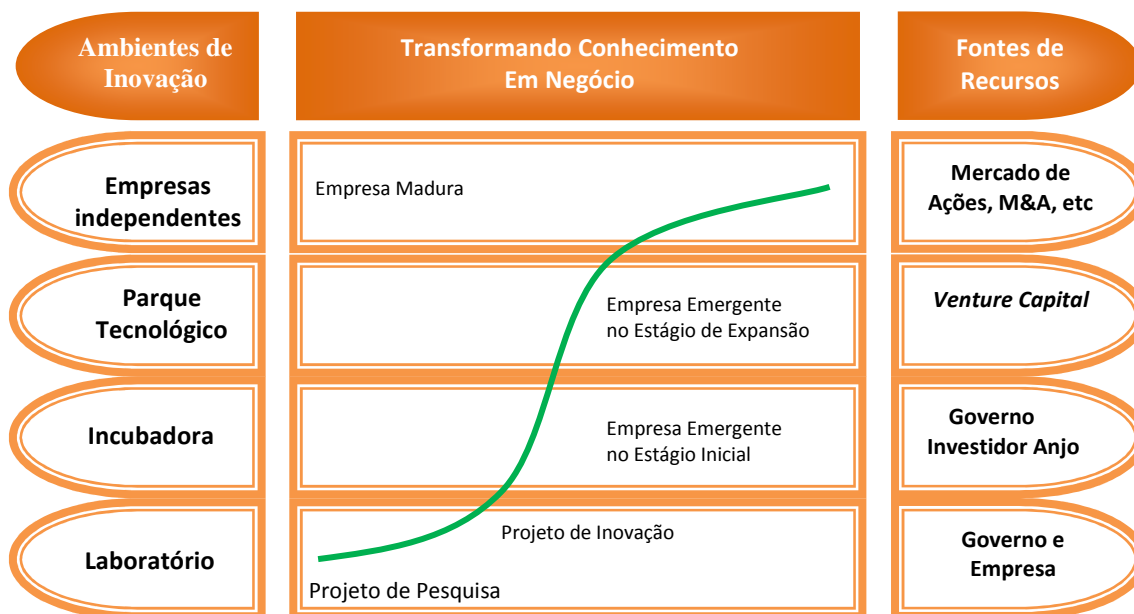 Ambientes de
Inovação
Transformando Conhecimento
Em Negócio
Fontes de
Recursos
Empresas
independentes
Empresa Madura
Mercado de
Ações, M&A, etc
Parque
Tecnológico
Empresa Emergente
no Estágio de Expansão
Venture Capital
Incubadora
Empresa Emergente
no Estágio Inicial
Governo
Investidor Anjo
Laboratório
Projeto de Inovação
Projeto de Pesquisa
Governo e
Empresa